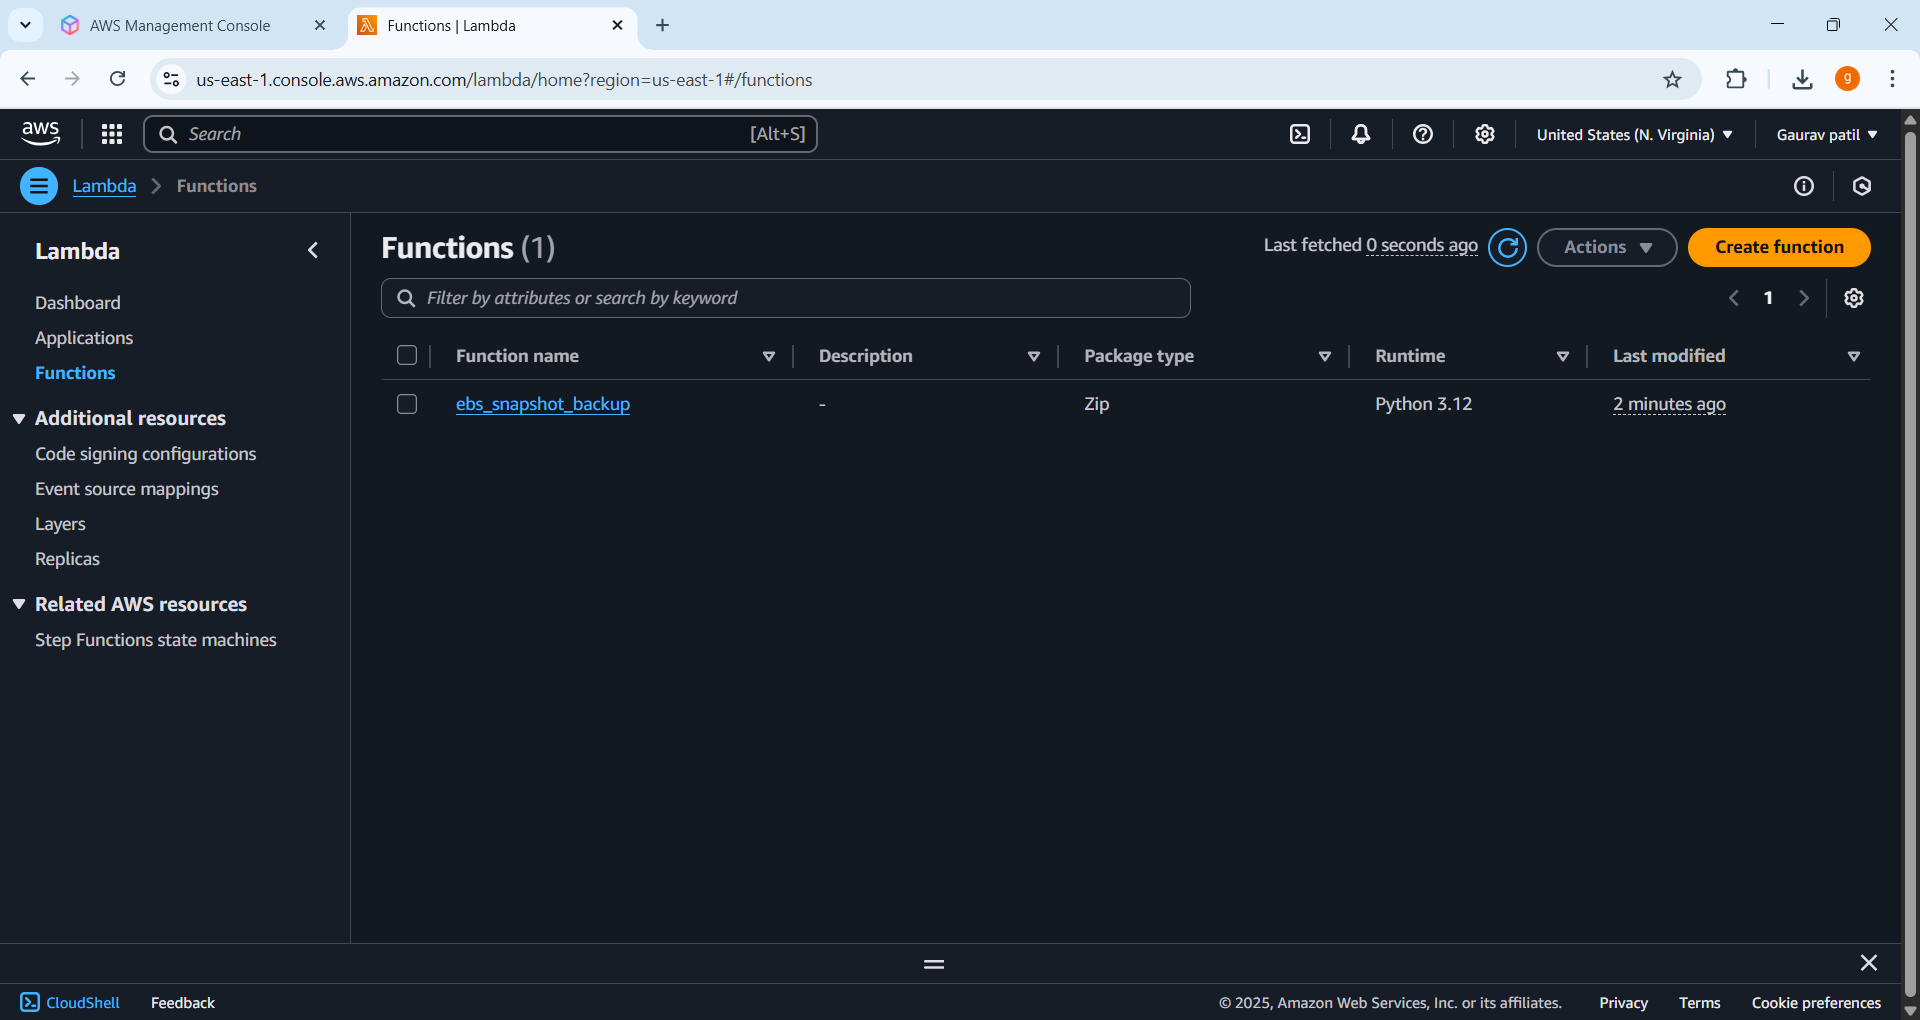 AWS Management Console
Functions | Lambda
us-east-1.console.aws.amazon.com/lambda/home?region=us-east-1#/functions
g
aws
Search
[Alt+S]
United States (N. Virginia)
Gaurav patil
Lambda
Functions
Lambda
Dashboard
Applications
Functions
Additional resources
Code signing configurations
Event source mappings
Layers
Replicas
Related AWS resources
Step Functions state machines
Functions (1)
Last fetched 0 seconds ago
Actions
Create function
Filter by attributes or search by keyword
1
Function name
Description
Package type
Runtime
Last modified
ebs_snapshot_backup
-
Zip
Python 3.12
2 minutes ago
CloudShell
Feedback
© 2025, Amazon Web Services, Inc. or its affiliates.
Privacy
Terms
Cookie preferences